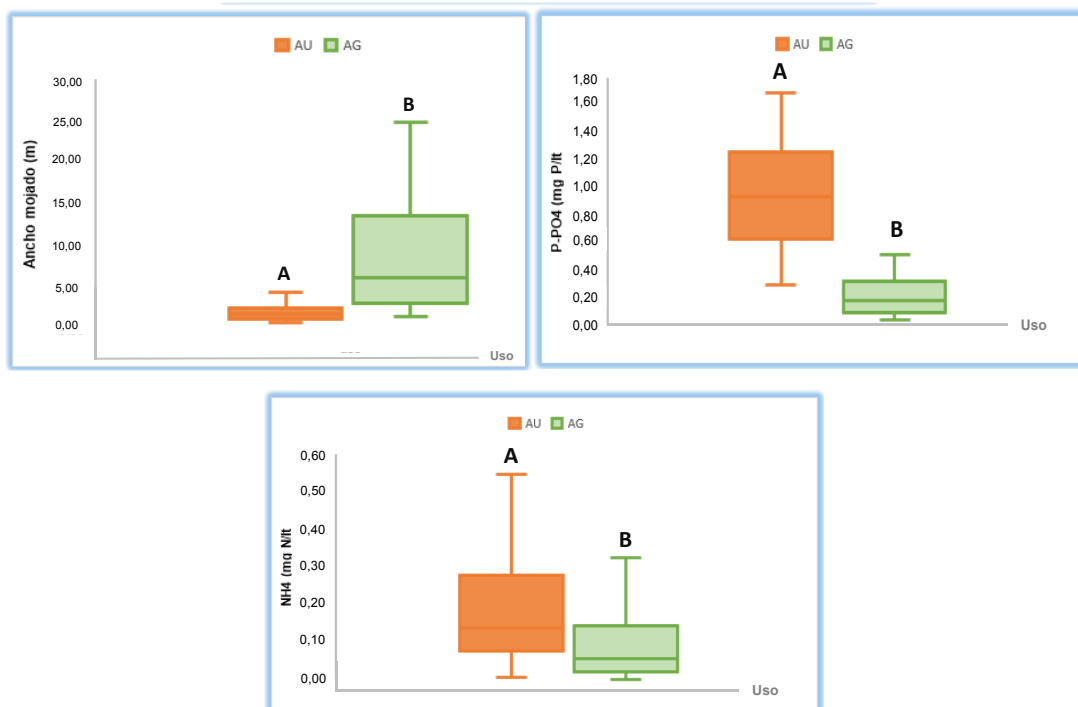 AU AG
Ancho mojado (m)
30,00
25,00
20,00
15,00
10,00
5,00
0,00
A
B
Uso
AU AG
P-PO4 (mg P/lt)
1,80
1,60
1,40
1,20
1,00
0,80
0,60
0,40
0,20
0,00
A
B
Uso
AU AG
NH4 (mg N/lt
0,60
0,50
0,40
0,30
0,20
0,10
0,00
A
B
Uso